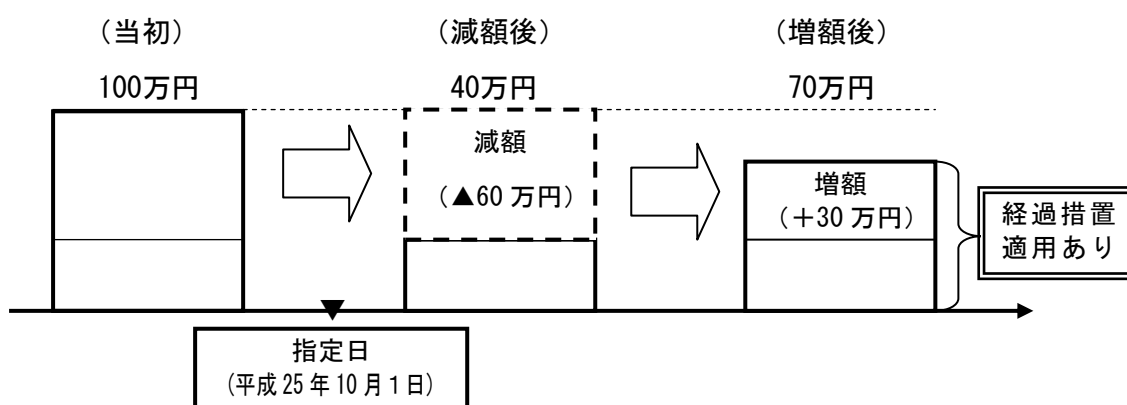 （当初）
100万円
（減額後）
40万円
（増額後）
70万円
減額
（▲60 万円）
増額
（＋30 万円）
経過措置
適用あり
指定日
（平成 25 年 10 月 1 日）